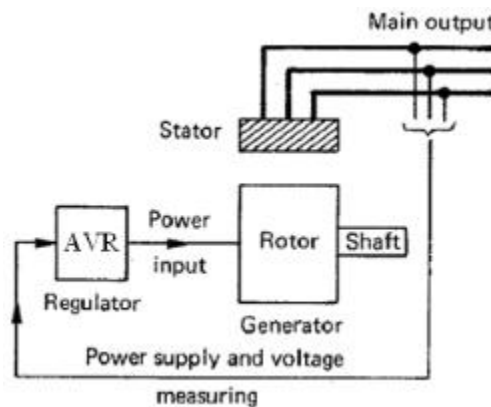 Main output
Stator
AVR
Power
input
Rotor
Shaft
Regulator
Generator
Power supply and voltage
measuring